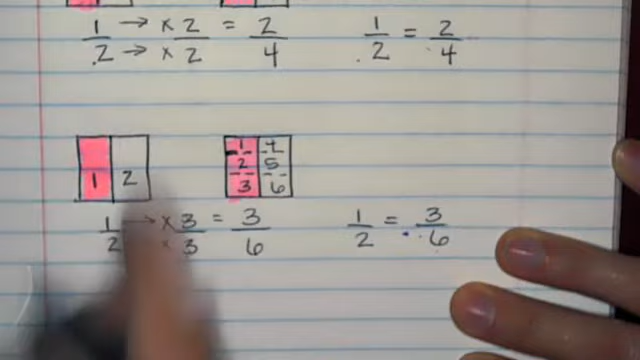 1 → × 2 = 2     1 = 2
2 → × 2   4     2   4
1 2     1 4
2 5
3 6
1 → × 3 = 3     1 = 3
2   × 3   6     2   6